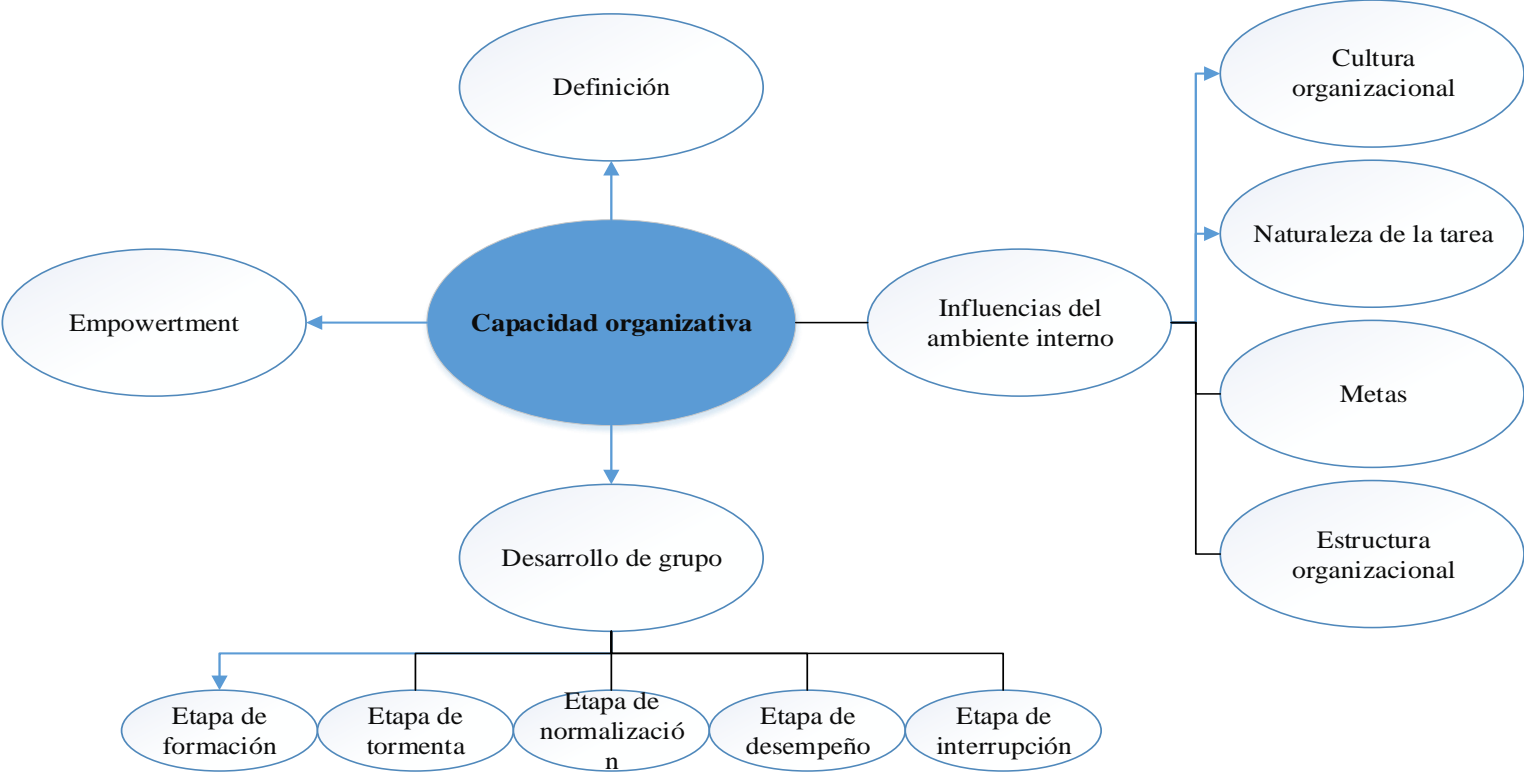 Definición
Cultura
organizacional
Naturaleza de la tarea
Empowertment
Capacidad organizativa
Influencias del
ambiente interno
Metas
Estructura
organizacional
Desarrollo de grupo
Etapa de
formación
Etapa de
tormenta
Etapa de
normalizació
n
Etapa de
desempeño
Etapa de
interrupción